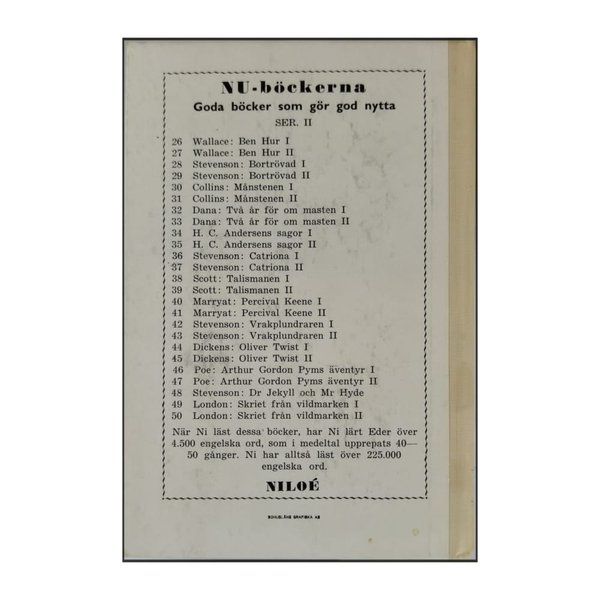 NU-böckerna
Goda böcker som gör god nytta
SER. II
26 Wallace: Ben Hur I
27 Wallace: Ben Hur II
28 Stevenson: Bortrövad I
29 Stevenson: Bortrövad II
30 Collins: Månstenen I
31 Collins: Månstenen II
32 Dana: Två år för om masten I
33 Dana: Två år för om masten II
34 H. C. Andersens sagor I
35 H. C. Andersens sagor II
36 Stevenson: Catriona I
37 Stevenson: Catriona II
38 Scott: Talismanen I
39 Scott: Talismanen II
40 Marryat: Percival Keene I
41 Marryat: Percival Keene II
42 Stevenson: Vrakplundraren I
43 Stevenson: Vrakplundraren II
44 Dickens: Oliver Twist I
45 Dickens: Oliver Twist II
46 Poe: Arthur Gordon Pyms äventyr I
47 Poe: Arthur Gordon Pyms äventyr II
48 Stevenson: Dr Jekyll och Mr Hyde
49 London: Skriet från vildmarken I
50 London: Skriet från vildmarken II
När Ni läst dessa böcker, har Ni lärt Eder över
4.500 engelska ord, som i medeltal upprepats 40—
50 gånger. Ni har alltså läst över 225.000
engelska ord.
NILOÉ
BOHUSLÄNS GRAFISKA AB